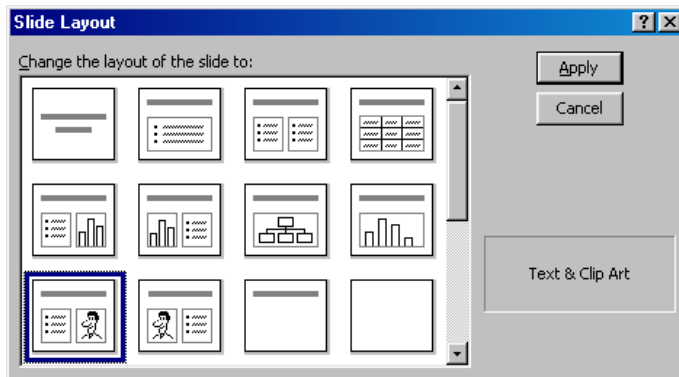 Slide Layout
Change the layout of the slide to:
Apply
Cancel
Text & Clip Art